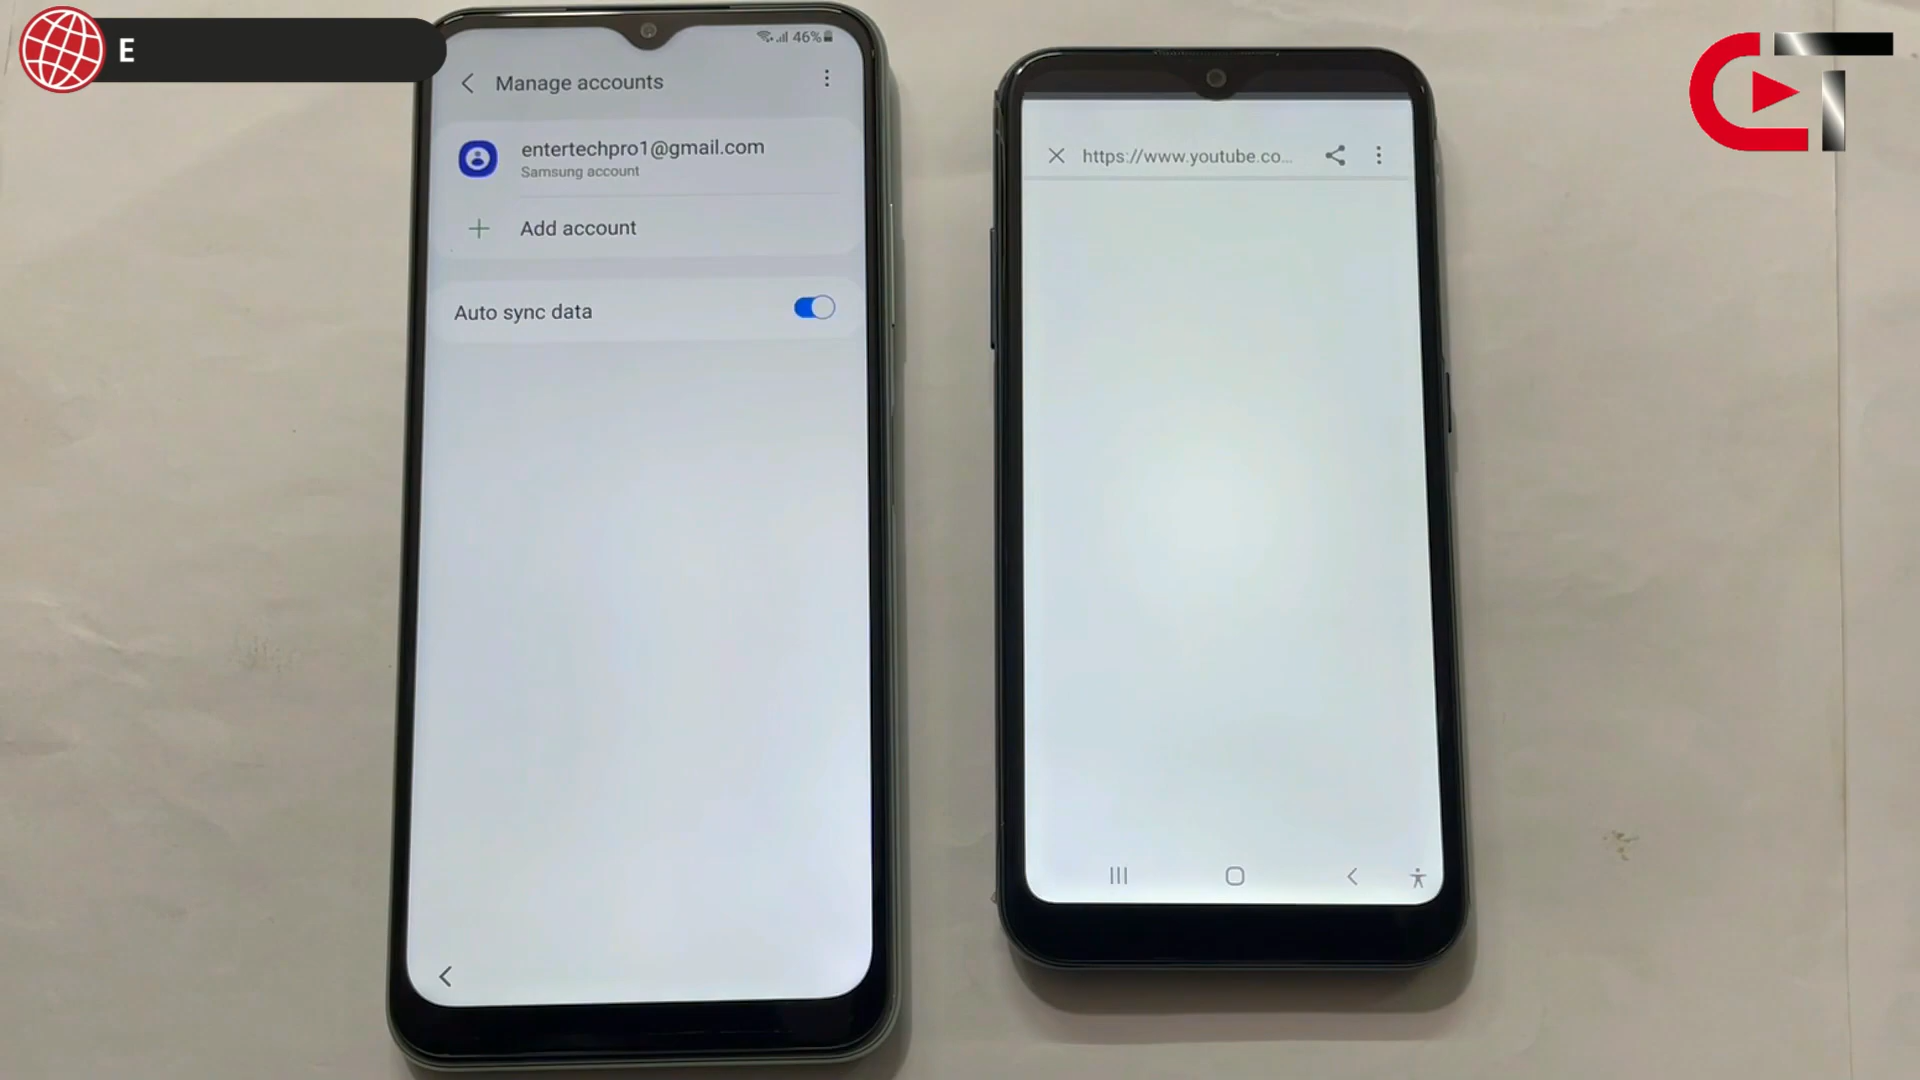 E
46%
Manage accounts
entertechpro1@gmail.com
Samsung account
Add account
Auto sync data
https://www.youtube.co...